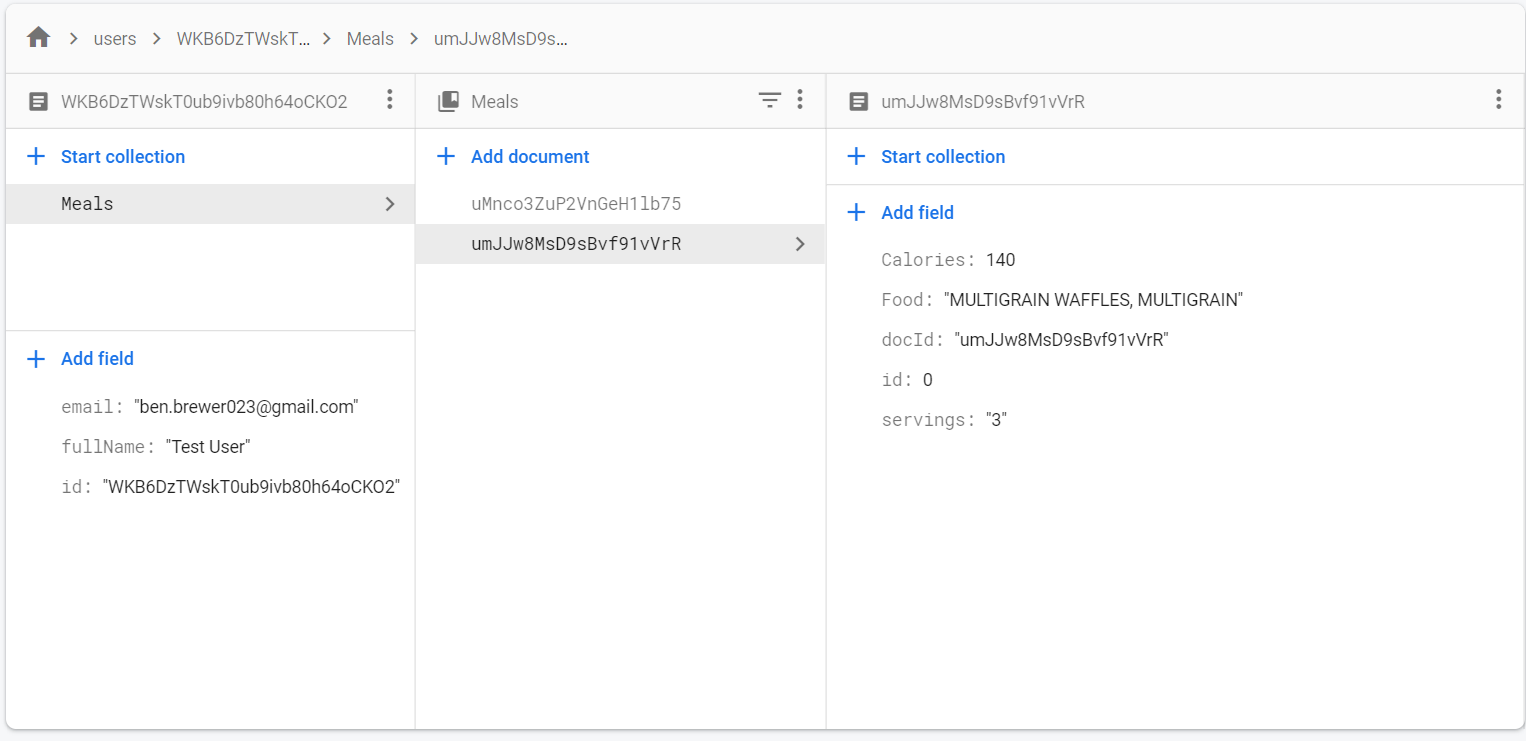 users WKB6DzTWskT... Meals umJJw8MsD9s...
WKB6DzTWskT0ub9ivb80h64oCKO2
Start collection
Meals
Add field
email: "ben.brewer023@gmail.com"
fullName: "Test User"
id: "WKB6DzTWskT0ub9ivb80h64oCKO2"
Meals
Add document
uMnco3ZuP2VnGeH1lb75
umJJw8MsD9sBvf91vVrR
umJJw8MsD9sBvf91vVrR
Start collection
Add field
Calories: 140
Food: "MULTIGRAIN WAFFLES, MULTIGRAIN"
docId: "umJJw8MsD9sBvf91vVrR"
id: 0
servings: "3"